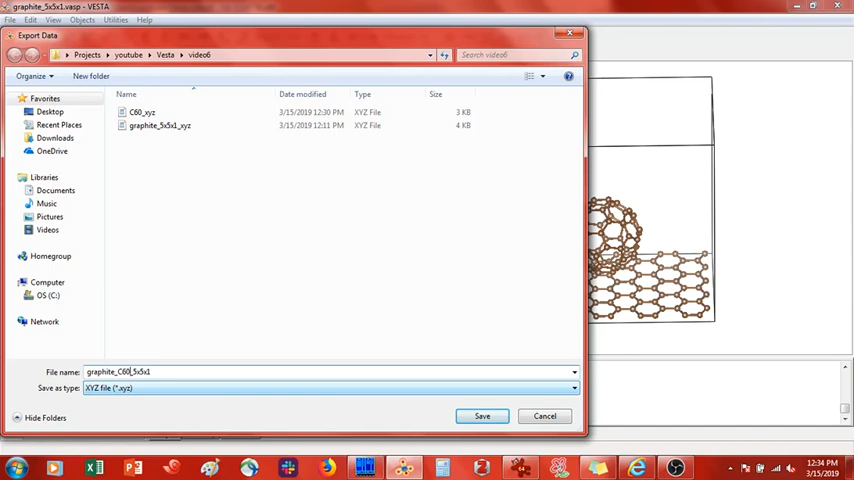 graphite_5x5x1.vasp - VESTA
File Edit View Objects Utilities Help
Export Data
Projects youtube Vesta video6
Search video6
Organize New folder
Name Date modified Type Size
Favorites
Desktop
Recent Places
Downloads
OneDrive
Libraries
Documents
Music
Pictures
Videos
Homegroup
Computer
OS (C:)
Network
C60_xyz 3/15/2019 12:30 PM XYZ File 3 KB
graphite_5x5x1_xyz 3/15/2019 12:11 PM XYZ File 4 KB
File name: graphite_C60_5x5x1
Save as type: XYZ file (*.xyz)
Hide Folders
Save Cancel
12:34 PM
3/15/2019